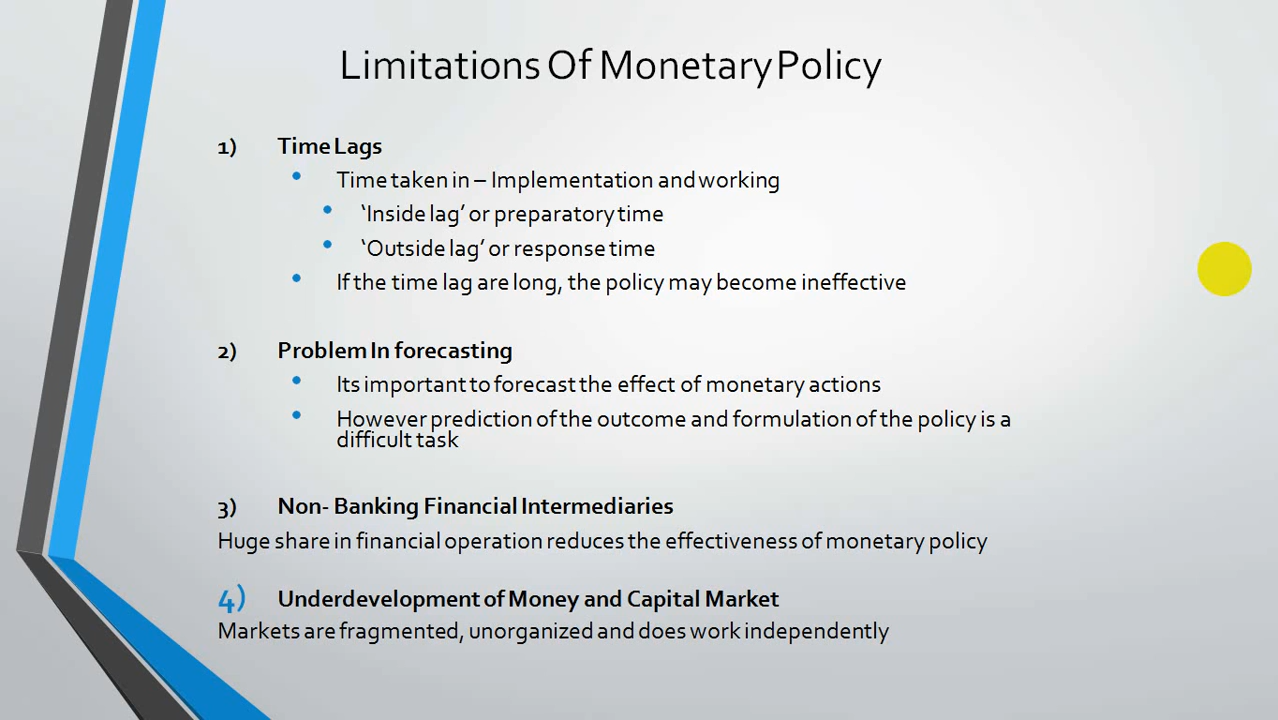 Limitations Of Monetary Policy
1) Time Lags
• Time taken in – Implementation and working
• ‘Inside lag’ or preparatory time
• ‘Outside lag’ or response time
• If the time lag are long, the policy may become ineffective
2) Problem In forecasting
• Its important to forecast the effect of monetary actions
• However prediction of the outcome and formulation of the policy is a
difficult task
3) Non- Banking Financial Intermediaries
Huge share in financial operation reduces the effectiveness of monetary policy
4) Underdevelopment of Money and Capital Market
Markets are fragmented, unorganized and does work independently